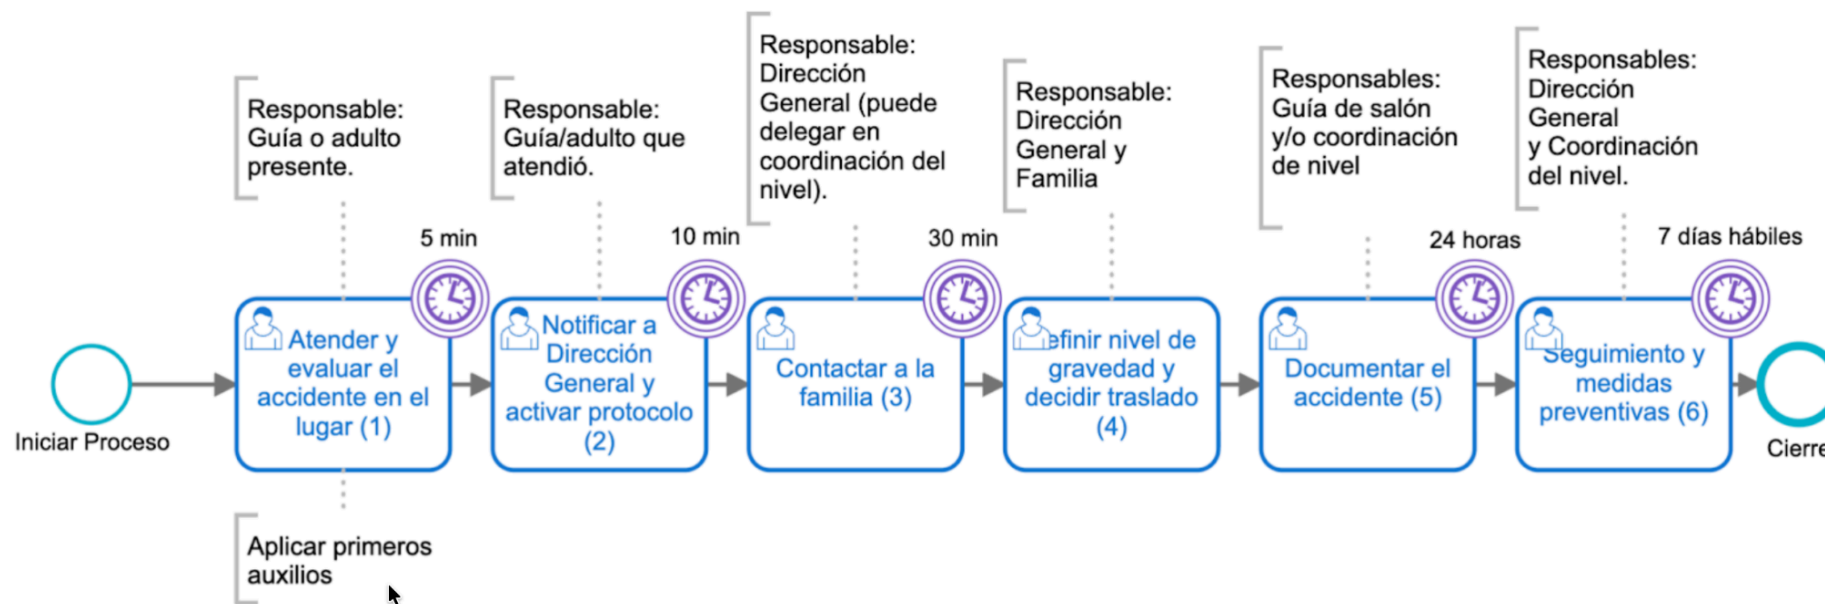 Responsable:
Guía o adulto
presente.
Responsable:
Guía/adulto que
atendió.
Responsable:
Dirección
General (puede
delegar en
coordinación del
nivel).
Responsable:
Dirección
General y
Familia
Responsables:
Guía de salón
y/o coordinación
de nivel
Responsables:
Dirección
General
y Coordinación
del nivel.
5 min
10 min
30 min
24 horas
7 días hábiles
Iniciar Proceso
Atender y
evaluar el
accidente en el
lugar (1)
Notificar a
Dirección
General y
activar protocolo
(2)
Contactar a la
familia (3)
efinir nivel de
gravedad y
decidir traslado
(4)
Documentar el
accidente (5)
Seguimiento y
medidas
preventivas (6)
Cierre
Aplicar primeros
auxilios